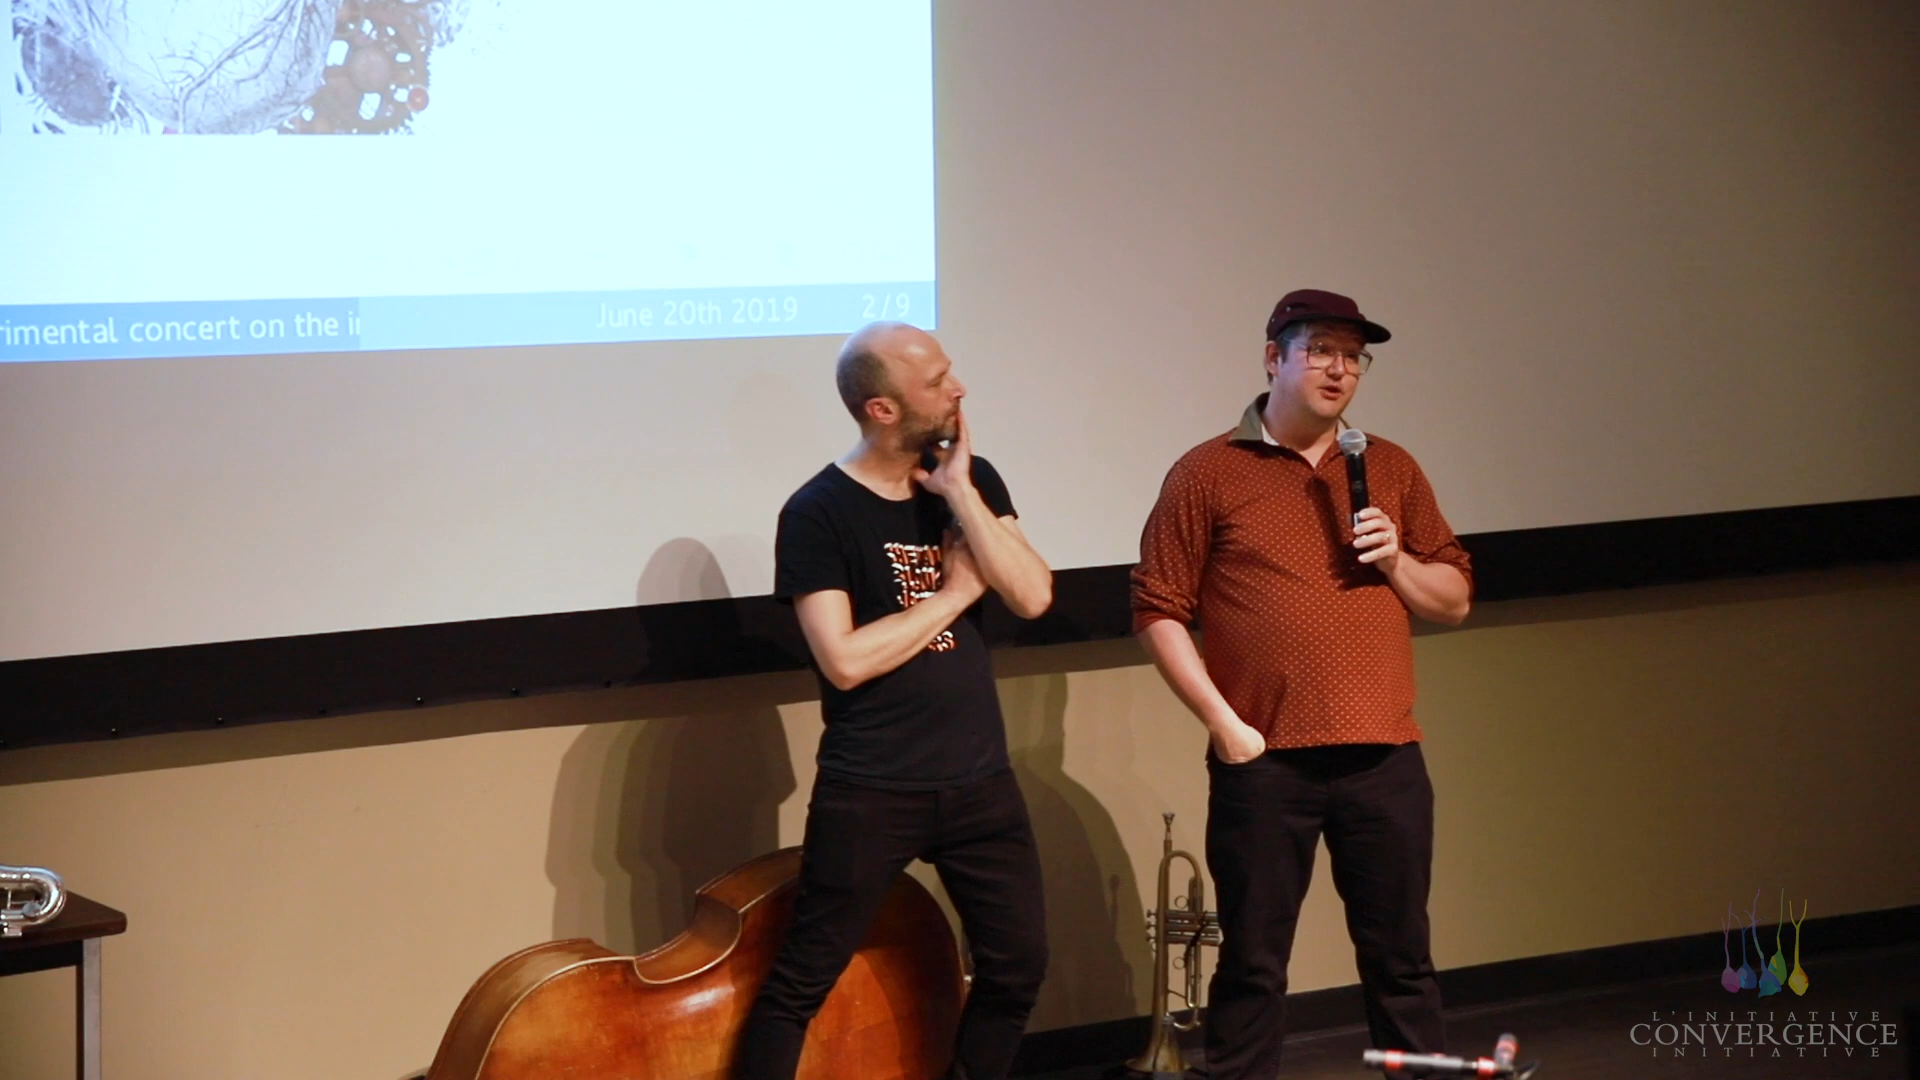 rimental concert on the i
June 20th 2019
2/9
L'INITIATIVE
CONVERGENCE
INITIATIVE